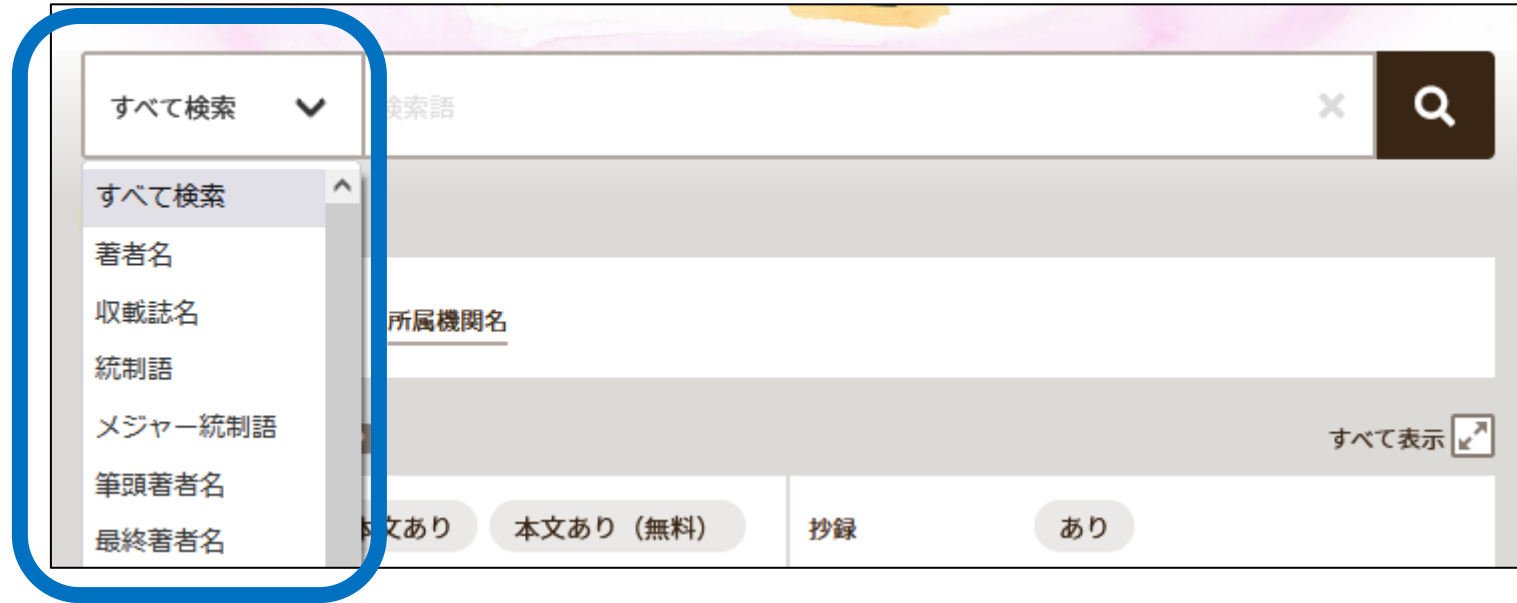 すべて検索
検索語
すべて検索
著者名
収載誌名
所属機関名
統制語
メジャー統制語
すべて表示
筆頭著者名
本文あり 本文あり（無料） 抄録 あり
最終著者名